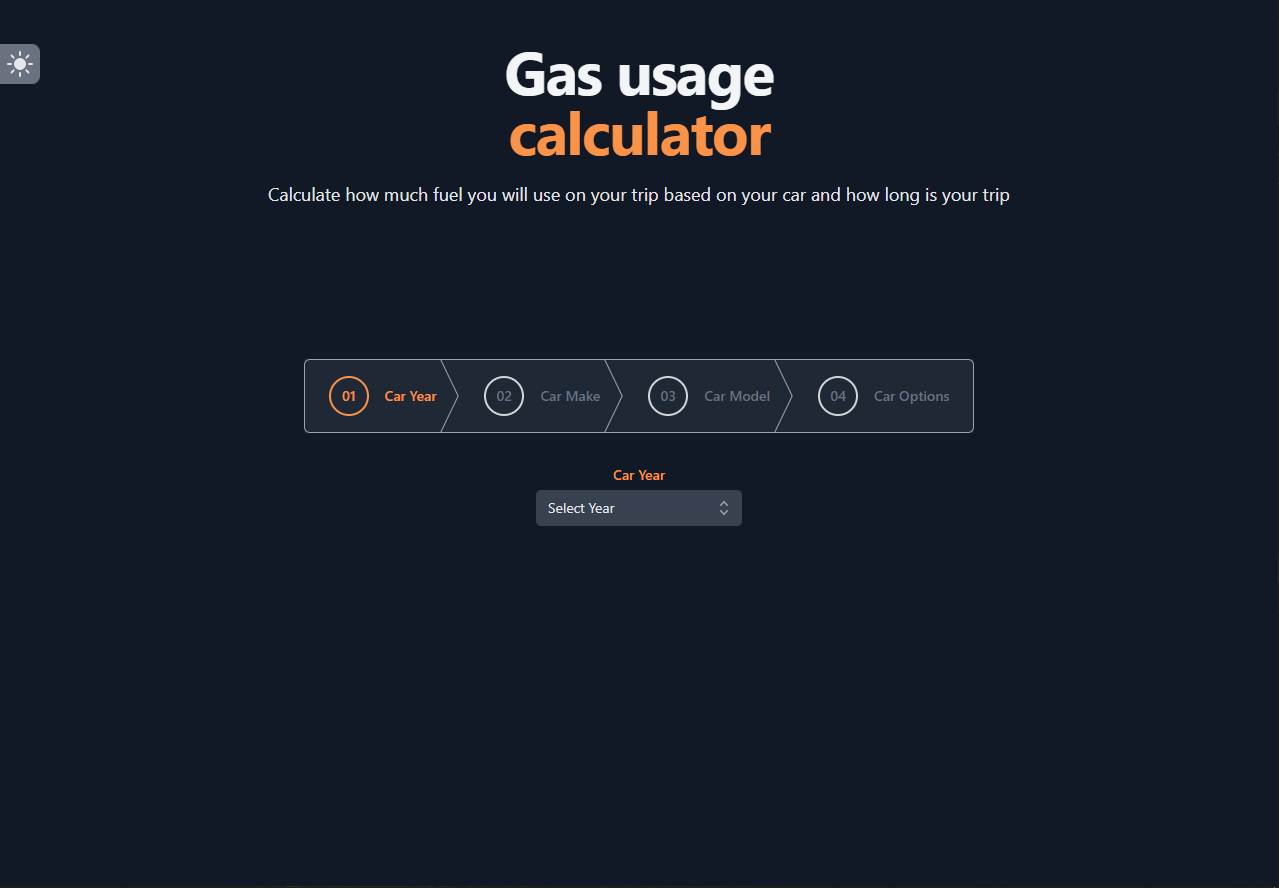 Gas usage
calculator
Calculate how much fuel you will use on your trip based on your car and how long is your trip
01 Car Year 02 Car Make 03 Car Model 04 Car Options
Car Year
Select Year